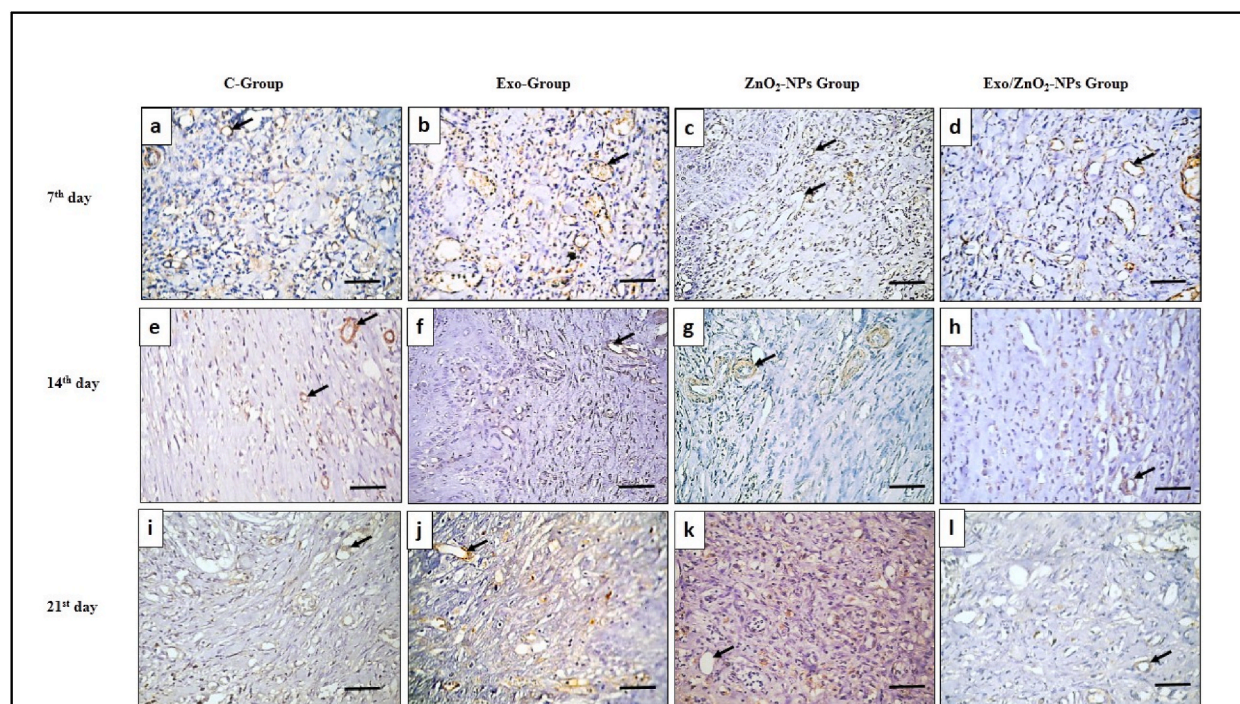 C-Group Exo-Group ZnO₂-NPs Group Exo/ZnO₂-NPs Group
7th day
a b c d
14th day
e f g h
21st day
i j k l